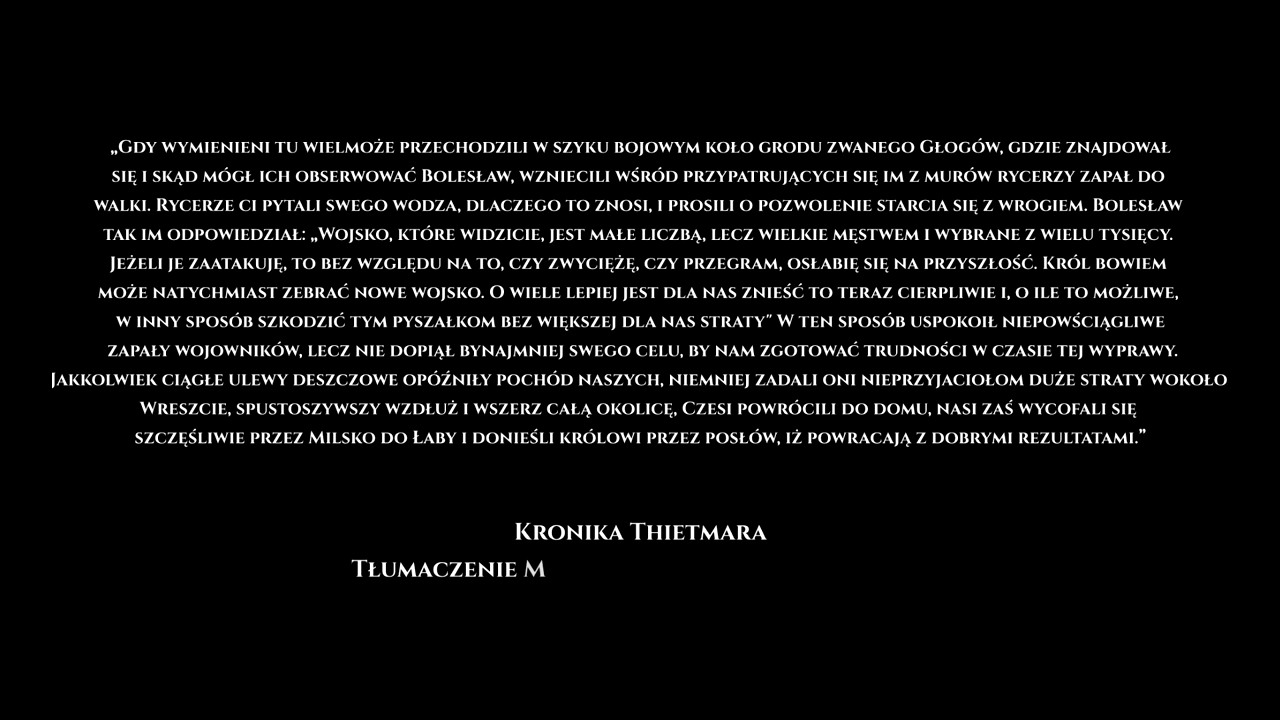 „Gdy wymienieni tu wielmoże przechodzili w szyku bojowym koło grodu zwanego Głogów, gdzie znajdował
się i skąd mógł ich obserwować Bolesław, wzniecili wśród przypatrujących się im z murów rycerzy zapał do
walki. Rycerze ci pytali swego wodza, dlaczego to znosi, i prosili o pozwolenie starcia się z wrogiem. Bolesław
tak im odpowiedział: „Wojsko, które widzicie, jest małe liczbą, lecz wielkie męstwem i wybrane z wielu tysięcy.
Jeżeli je zaatakuję, to bez względu na to, czy zwyciężę, czy przegram, osłabię się na przyszłość. Król bowiem
może natychmiast zebrać nowe wojsko. O wiele lepiej jest dla nas znieść to teraz cierpliwie i, o ile to możliwe,
w inny sposób szkodzić tym pyszałkom bez większej dla nas straty" W ten sposób uspokoił niepowściągliwe
zapały wojowników, lecz nie dopiął bynajmniej swego celu, by nam zgotować trudności w czasie tej wyprawy.
Jakkolwiek ciągłe ulewy deszczowe opóźniły pochód naszych, niemniej zadali oni nieprzyjaciołom duże straty wokoło
Wreszcie, spustoszywszy wzdłuż i wszerz całą okolicę, Czesi powrócili do domu, nasi zaś wycofali się
szczęśliwie przez Milsko do Łaby i donieśli królowi przez posłów, iż powracają z dobrymi rezultatami.”
Kronika Thietmara
Tłumaczenie M